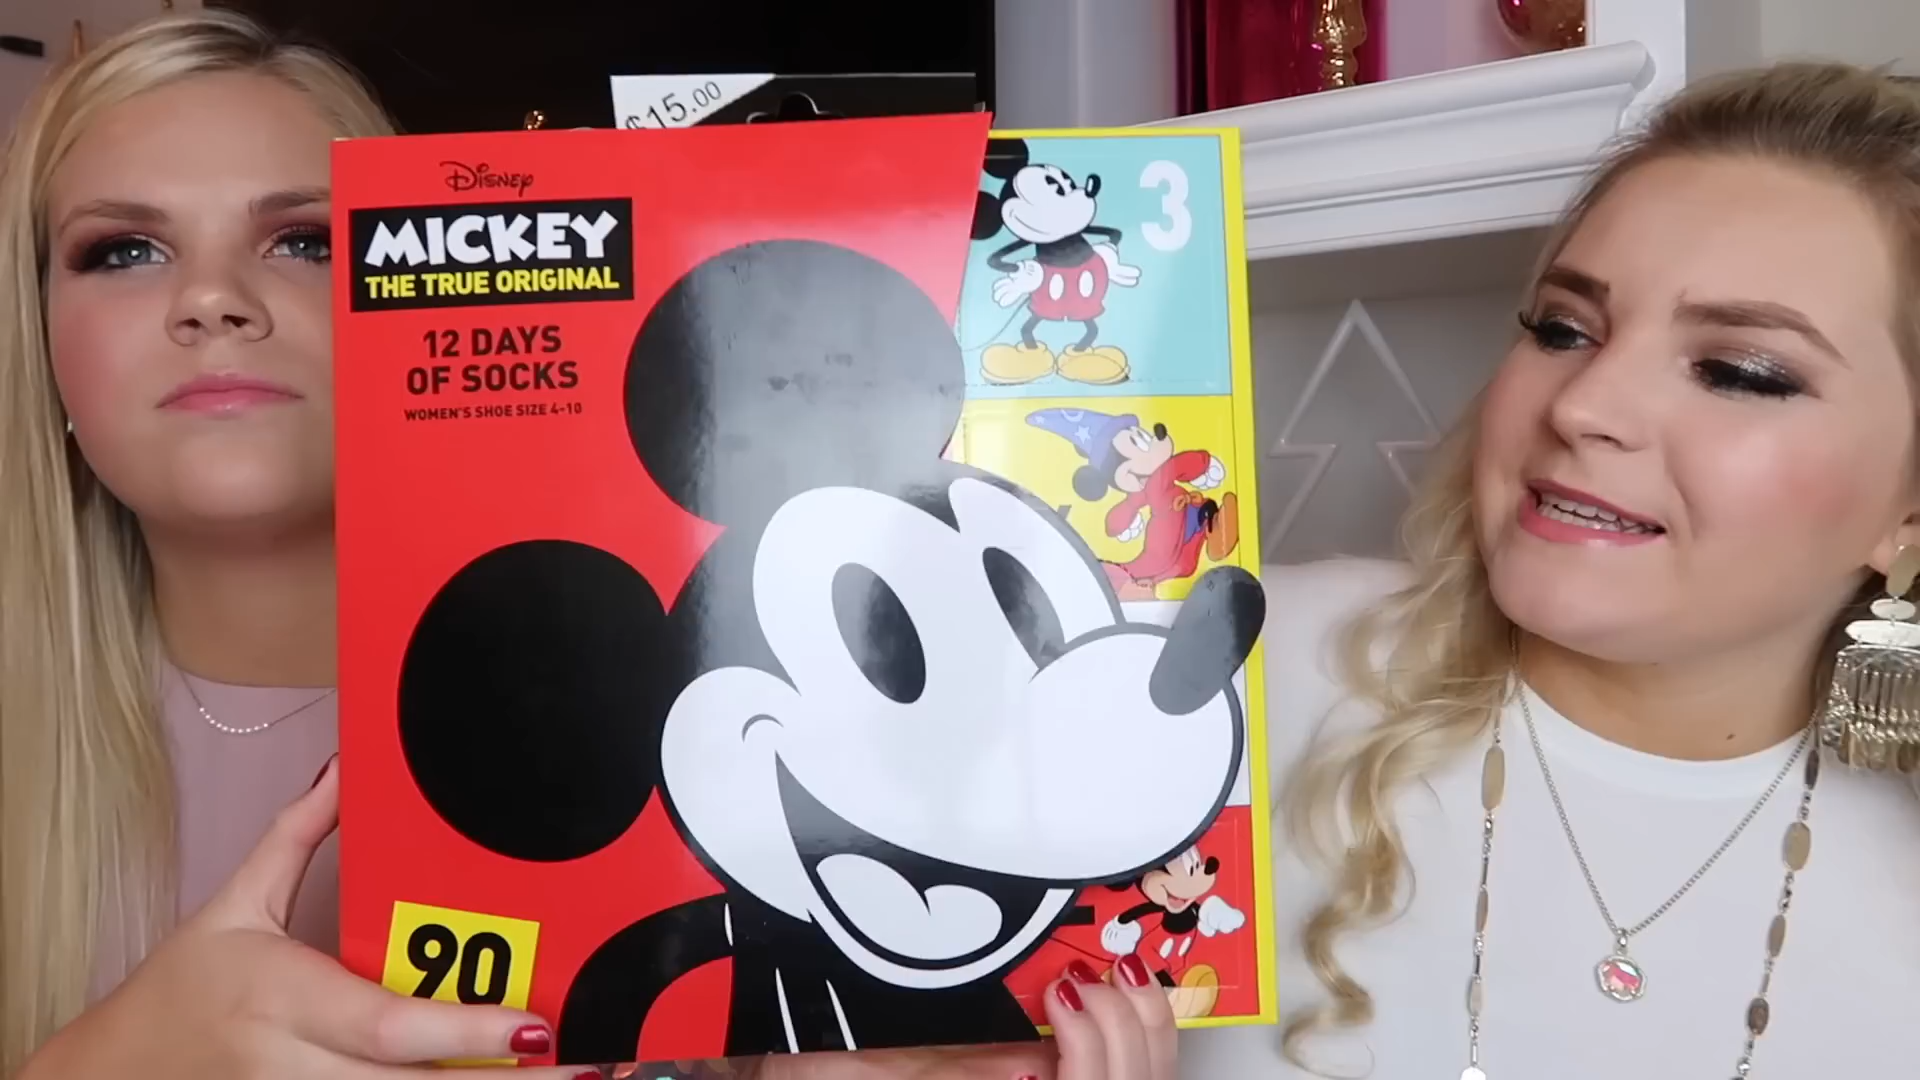 $15.00
Disney
MICKEY
THE TRUE ORIGINAL
12 DAYS
OF SOCKS
WOMEN'S SHOE SIZE 4-10
3
90